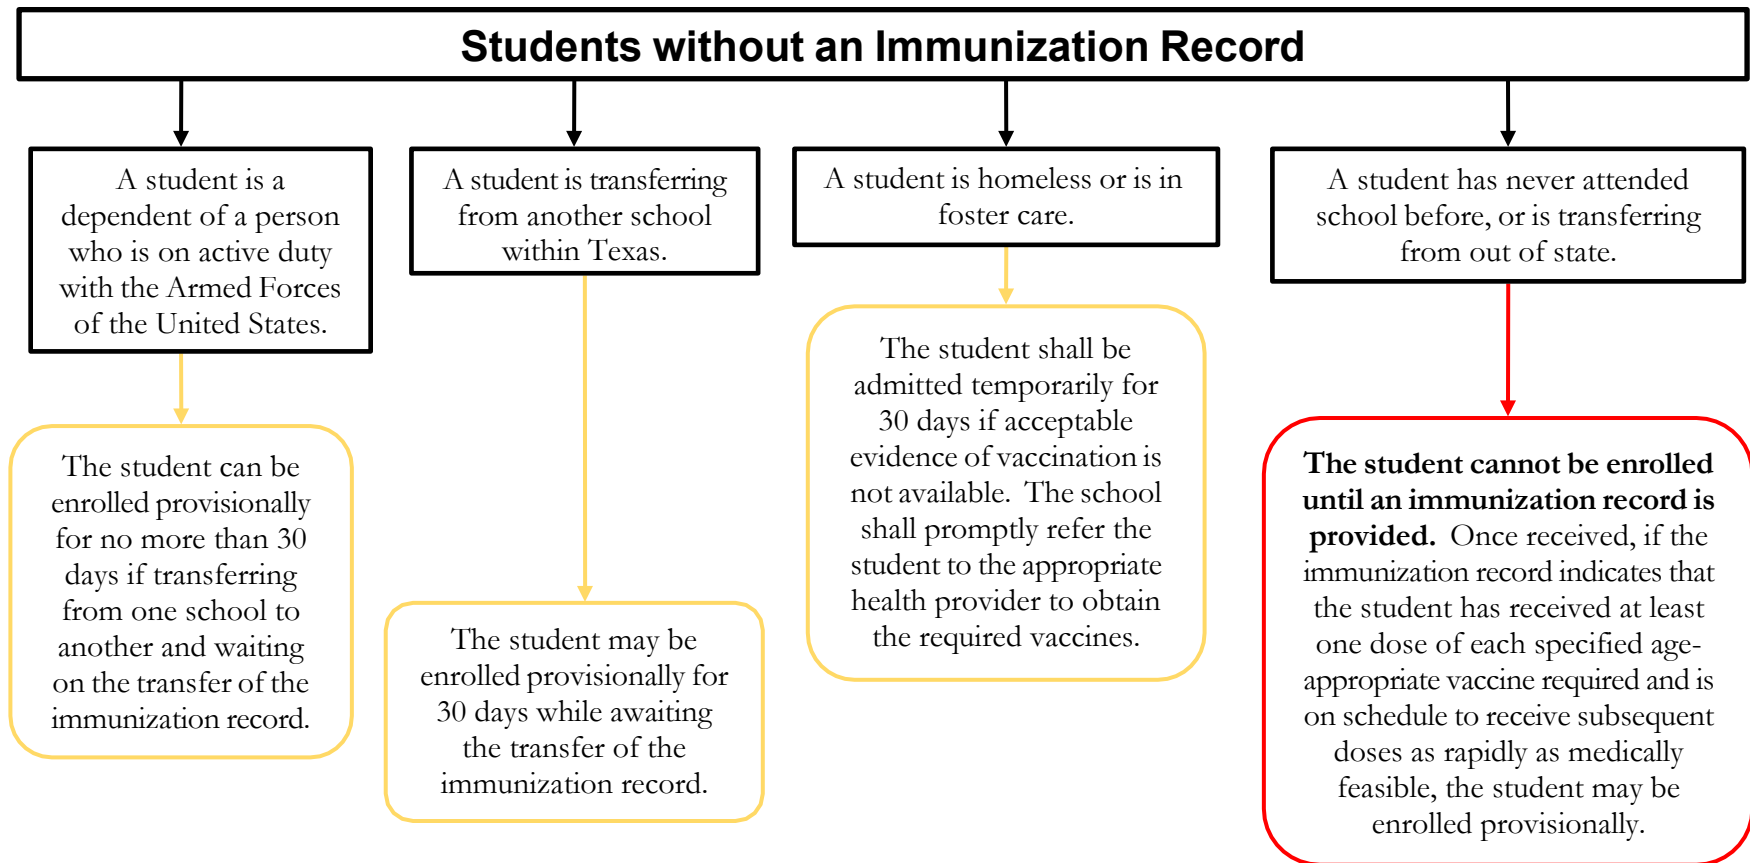 Students without an Immunization Record
A student is a
dependent of a person
who is on active duty
with the Armed Forces
of the United States.
The student can be
enrolled provisionally
for no more than 30
days if transferring
from one school to
another and waiting
on the transfer of the
immunization record.
A student is transferring
from another school
within Texas.
The student may be
enrolled provisionally for
30 days while awaiting
the transfer of the
immunization record.
A student is homeless or is in
foster care.
The student shall be
admitted temporarily for
30 days if acceptable
evidence of vaccination is
not available.  The school
shall promptly refer the
student to the appropriate
health provider to obtain
the required vaccines.
A student has never attended
school before, or is transferring
from out of state.
The student cannot be enrolled
until an immunization record is
provided.  Once received, if the
immunization record indicates that
the student has received at least
one dose of each specified age-
appropriate vaccine required and is
on schedule to receive subsequent
doses as rapidly as medically
feasible, the student may be
enrolled provisionally.